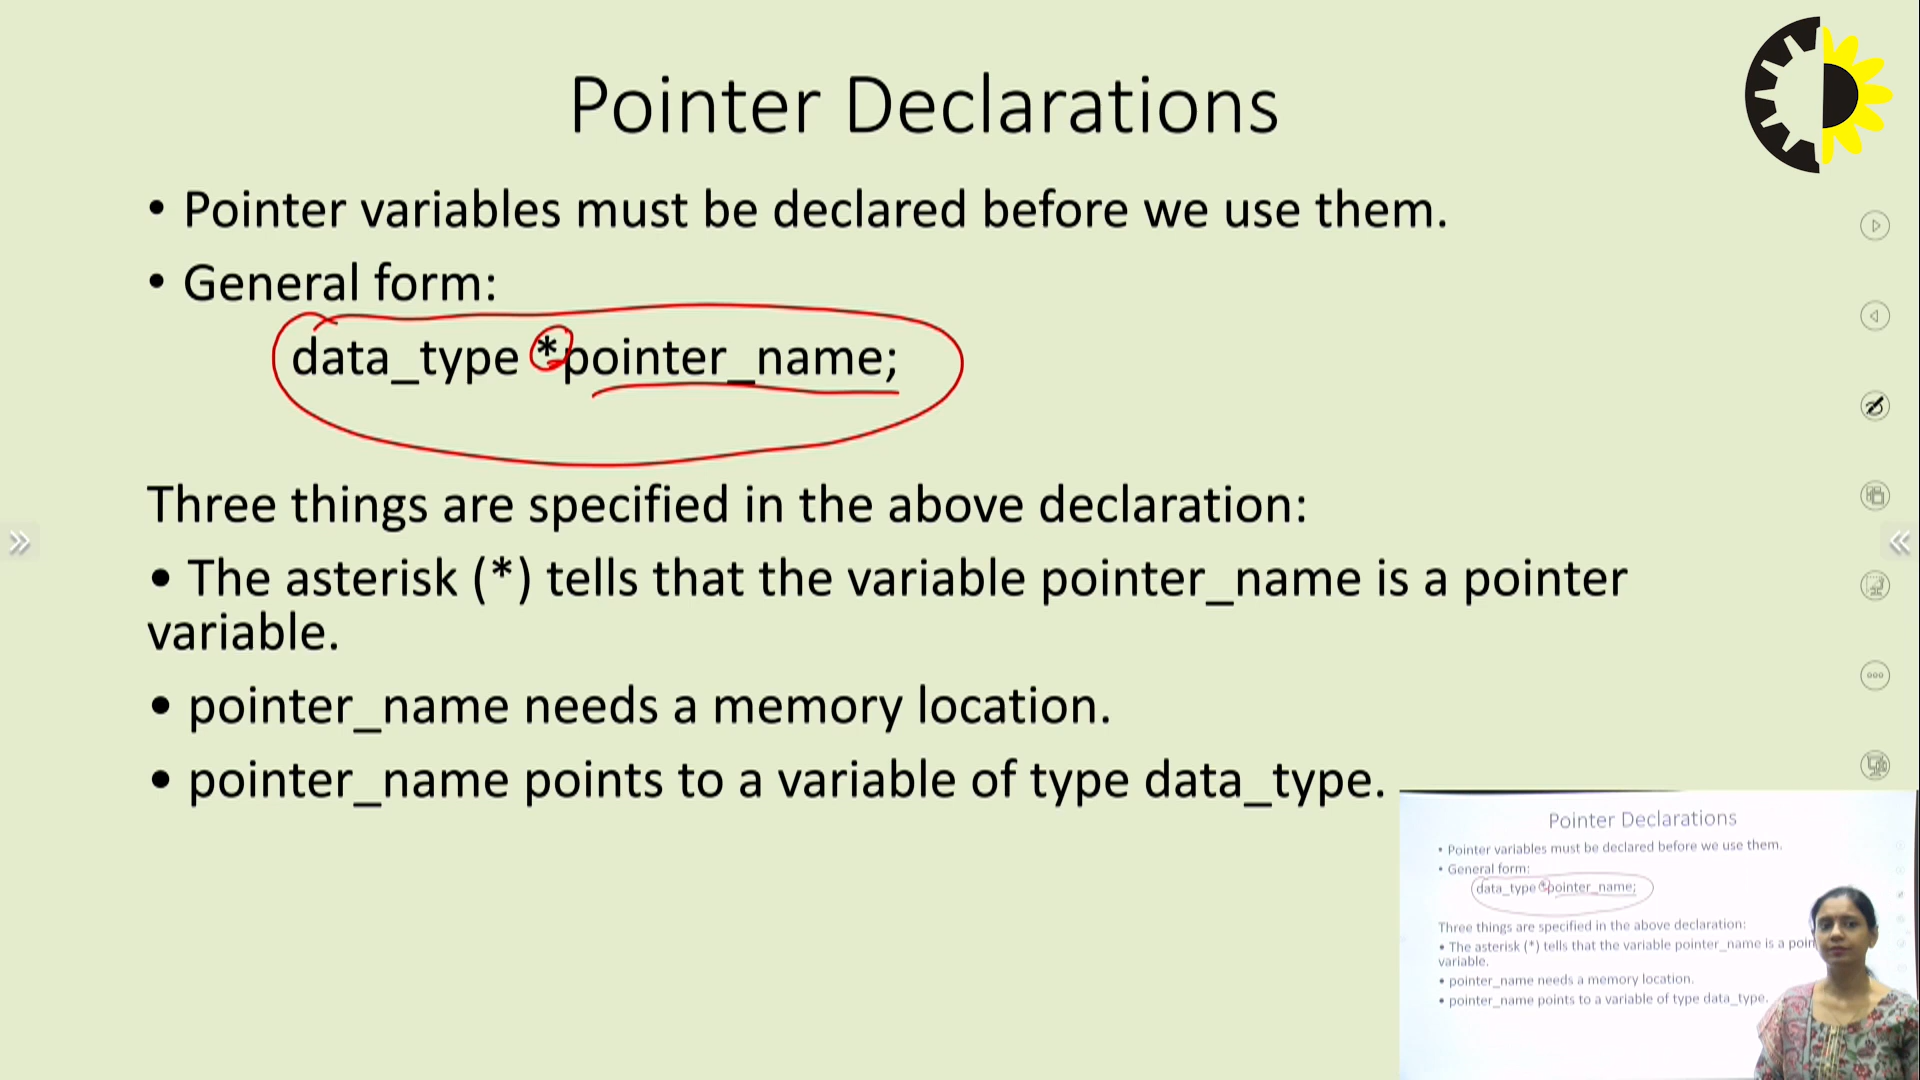 Pointer Declarations
• Pointer variables must be declared before we use them.
• General form:
data_type *pointer_name;
Three things are specified in the above declaration:
• The asterisk (*) tells that the variable pointer_name is a pointer
variable.
• pointer_name needs a memory location.
• pointer_name points to a variable of type data_type.
Pointer Declarations
• Pointer variables must be declared before we use them.
• General form:
data_type *pointer_name;
Three things are specified in the above declaration:
• The asterisk (*) tells that the variable pointer_name is a poin
variable.
• pointer_name needs a memory location.
• pointer_name points to a variable of type data_type.